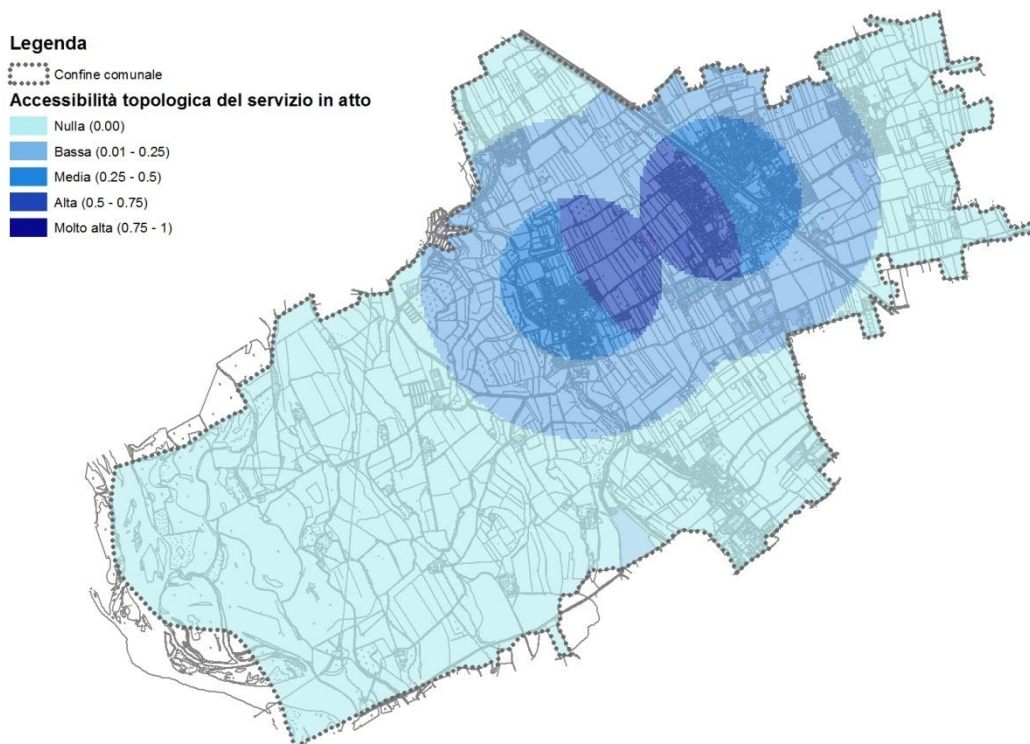 Legenda
Confine comunale
Accessibilità topologica del servizio in atto
Nulla (0.00)
Bassa (0.01 - 0.25)
Media (0.25 - 0.5)
Alta (0.5 - 0.75)
Molto alta (0.75 - 1)